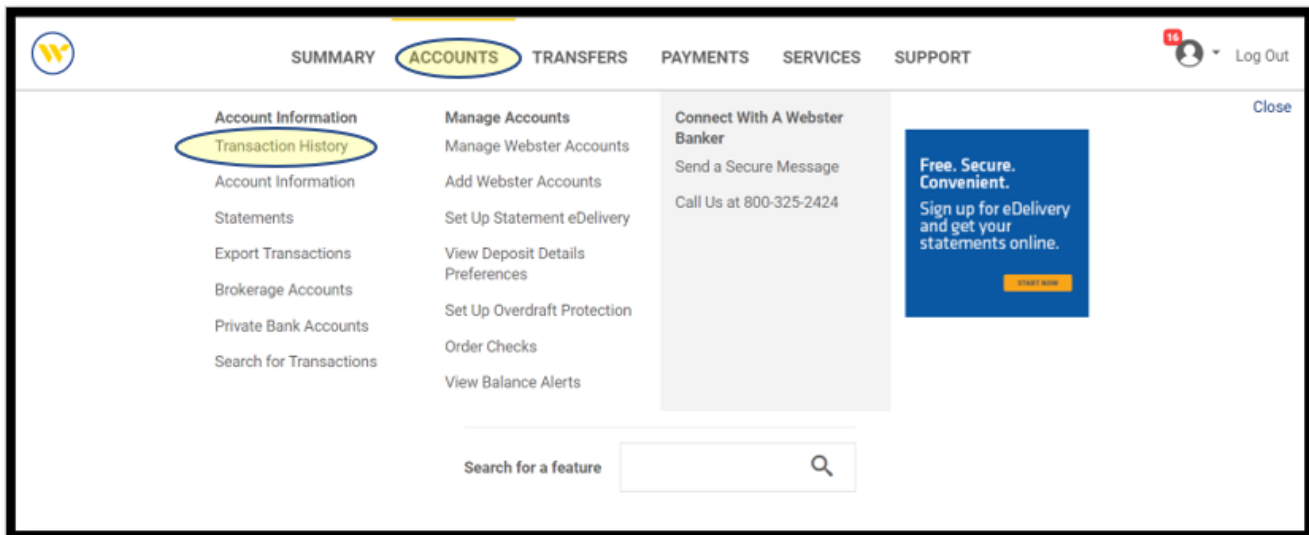 W
SUMMARY ACCOUNTS TRANSFERS PAYMENTS SERVICES SUPPORT
16
Log Out
Close
Account Information
Transaction History
Account Information
Statements
Export Transactions
Brokerage Accounts
Private Bank Accounts
Search for Transactions
Manage Accounts
Manage Webster Accounts
Add Webster Accounts
Set Up Statement eDelivery
View Deposit Details
Preferences
Set Up Overdraft Protection
Order Checks
View Balance Alerts
Connect With A Webster
Banker
Send a Secure Message
Call Us at 800-325-2424
Free. Secure.
Convenient.
Sign up for eDelivery
and get your
statements online.
START NOW
Search for a feature